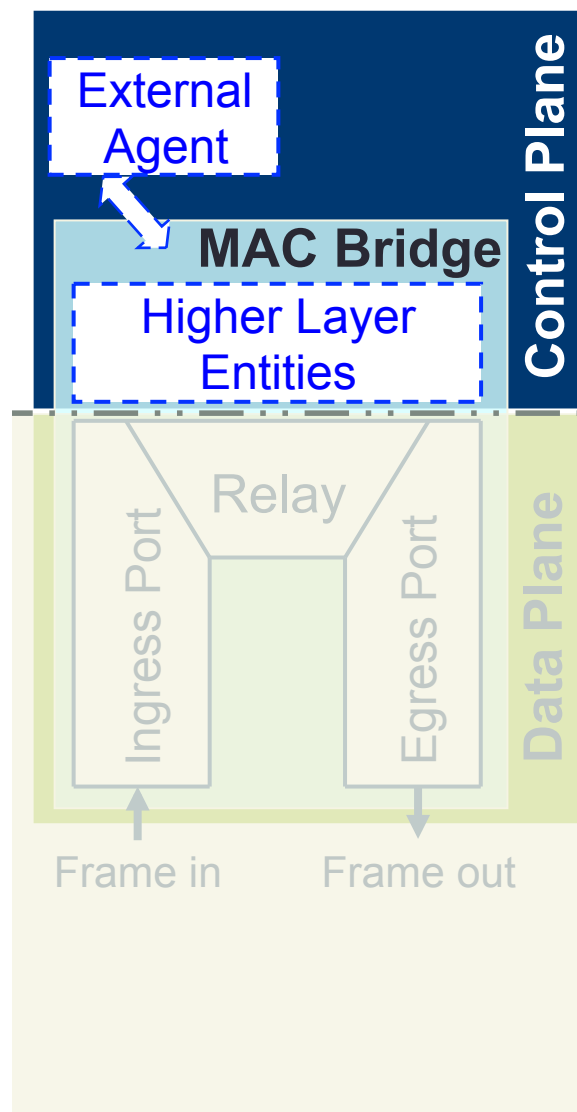 External
Agent
Control Plane
MAC Bridge
Higher Layer
Entities
Relay
Ingress Port
Egress Port
Data Plane
Frame in
Frame out